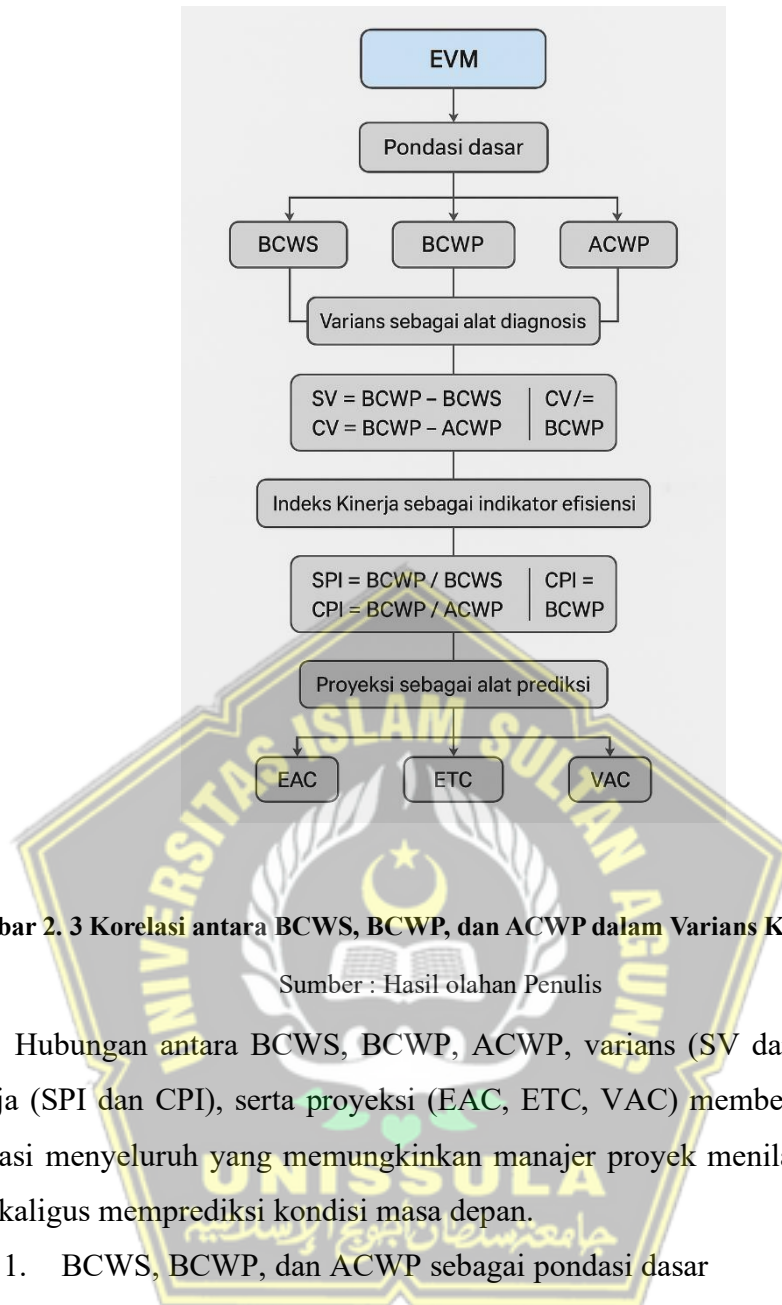 EVM
Pondasi dasar
BCWS BCWP ACWP
Varians sebagai alat diagnosis
SV = BCWP – BCWS | CV/=
CV = BCWP – ACWP | BCWP
Indeks Kinerja sebagai indikator efisiensi
SPI = BCWP / BCWS | CPI =
CPI = BCWP / ACWP | BCWP
Proyeksi sebagai alat prediksi
EAC ETC VAC
UNIVERSITAS ISLAM SULTAN AGUNG
bar 2. 3 Korelasi antara BCWS, BCWP, dan ACWP dalam Varians K
Sumber : Hasil olahan Penulis
Hubungan antara BCWS, BCWP, ACWP, varians (SV da
ja (SPI dan CPI), serta proyeksi (EAC, ETC, VAC) membe
asi menyeluruh yang memungkinkan manajer proyek menila
kaligus memprediksi kondisi masa depan.
UNISSULA
جامعتسلطان أجونج الإسلامية
1. BCWS, BCWP, dan ACWP sebagai pondasi dasar